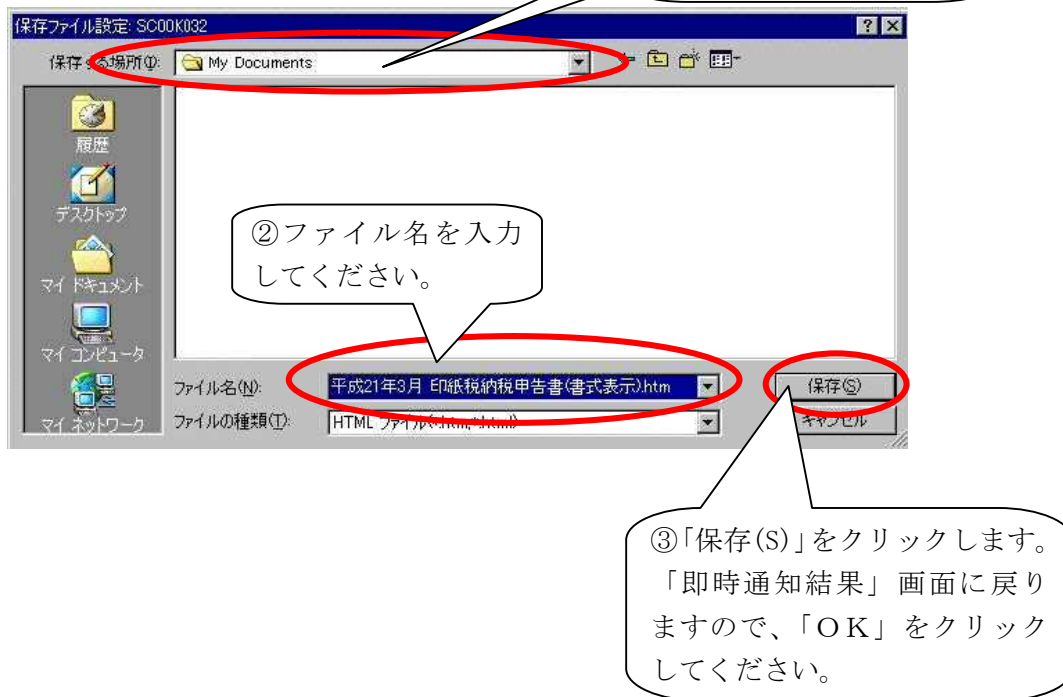 保存ファイル設定: SC00K032
保存する場所(I): My Documents
履歴
デスクトップ
マイ ドキュメント
マイ コンピュータ
マイ ネットワーク
②ファイル名を入力
してください。
ファイル名(N): 平成21年3月 印紙税納税申告書(書式表示).htm 保存(S)
ファイルの種類(T): HTML ファイル(*.htm,*.html) キャンセル
③「保存(S)」をクリックします。
「即時通知結果」画面に戻り
ますので、「ＯＫ」をクリック
してください。